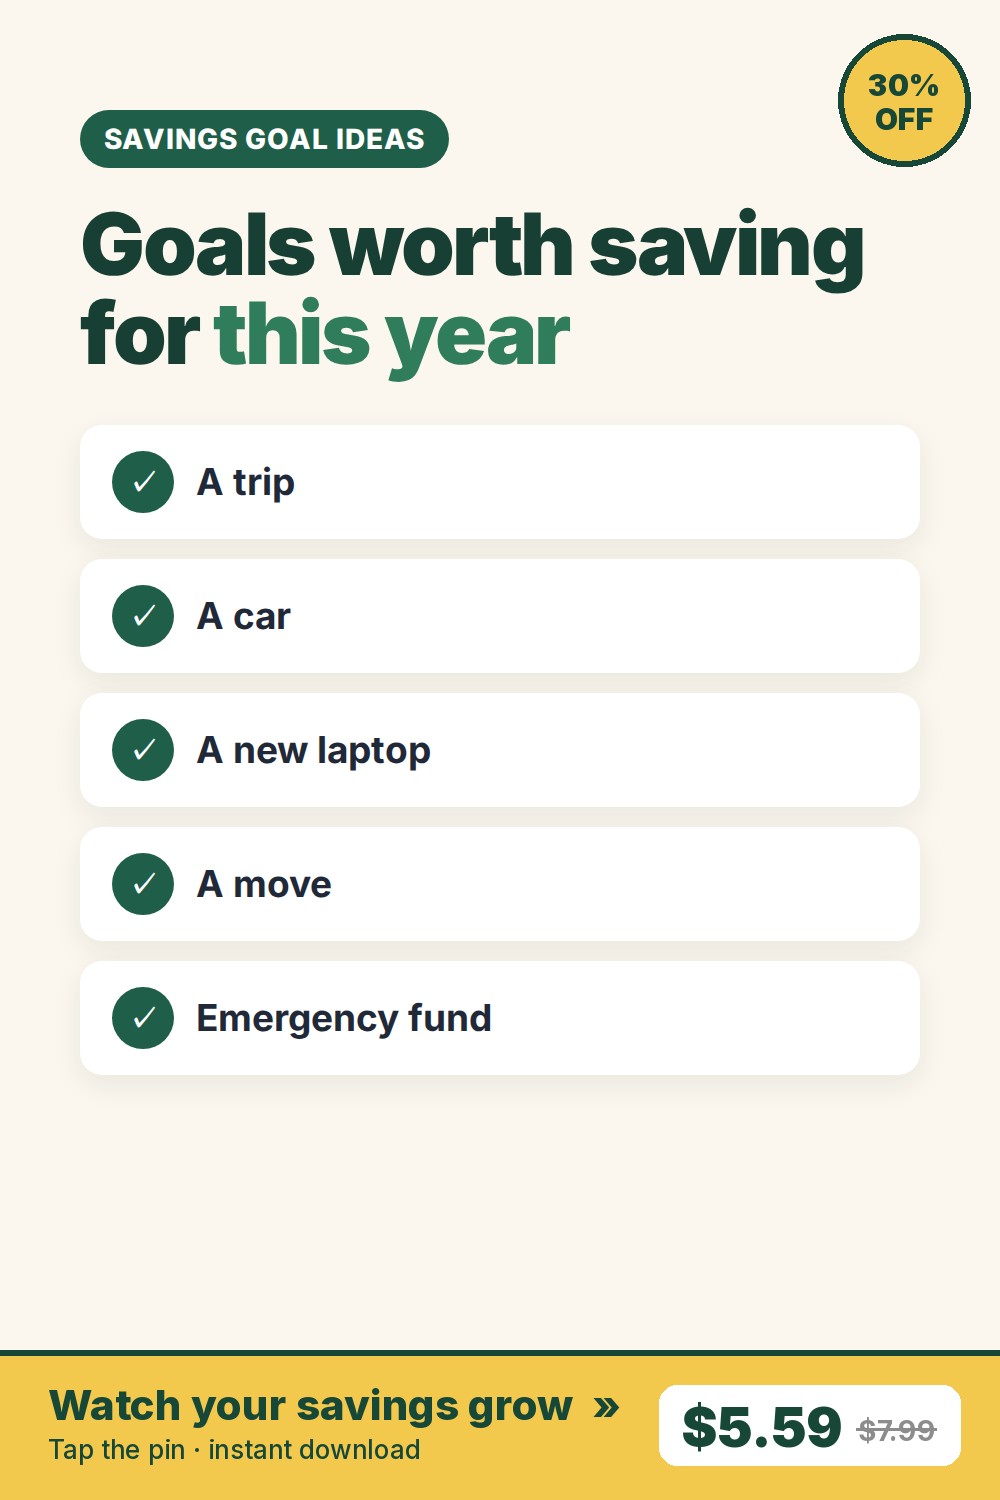 30%
OFF
SAVINGS GOAL IDEAS
Goals worth saving
for this year
✓ A trip
✓ A car
✓ A new laptop
✓ A move
✓ Emergency fund
Watch your savings grow »
Tap the pin · instant download
$5.59 $7.99